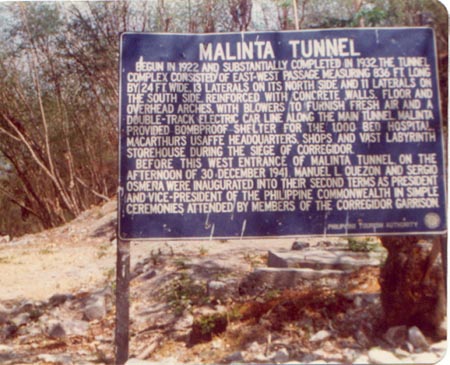 MALINTA TUNNEL
BEGUN IN 1922 AND SUBSTANTIALLY COMPLETED IN 1932 THE TUNNEL
COMPLEX CONSISTED OF EAST-WEST PASSAGE MEASURING 836 FT. LONG
BY 24 FT. WIDE, 13 LATERALS ON ITS NORTH SIDE AND 11 LATERALS ON
THE SOUTH SIDE. REINFORCED WITH CONCRETE WALLS, FLOOR AND
OVERHEAD ARCHES, WITH BLOWERS TO FURNISH FRESH AIR AND A
DOUBLE-TRACK ELECTRIC CAR LINE ALONG THE MAIN TUNNEL, MALINTA
PROVIDED BOMBPROOF SHELTER FOR THE 1,000 BED HOSPITAL,
MACARTHUR'S USAFFE HEADQUARTERS, SHOPS AND VAST LABYRINTH
STOREHOUSE DURING THE SIEGE OF CORREGIDOR.
BEFORE THIS WEST ENTRANCE OF MALINTA TUNNEL, ON THE
AFTERNOON OF 30 DECEMBER 1941, MANUEL L. QUEZON AND SERGIO
OSMEÑA WERE INAUGURATED INTO THEIR SECOND TERMS AS PRESIDENT
AND VICE-PRESIDENT OF THE PHILIPPINE COMMONWEALTH IN SIMPLE
CEREMONIES ATTENDED BY MEMBERS OF THE CORREGIDOR GARRISON.
PHILIPPINE TOURISM AUTHORITY